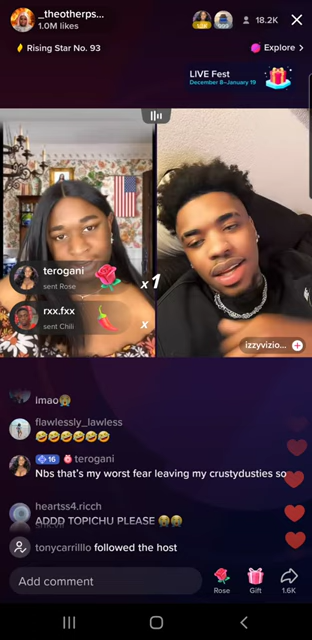 _theotherps...
1.0M likes
18.2K
Rising Star No. 93
Explore >
LIVE Fest
December 8–January 19
terogani
sent Rose
x1
rxx.fxx
sent Chili
x
izzyvizio...
lmao😭
flawlessly_lawless
🤣🤣🤣🤣🤣🤣
16 terogani
Nbs that's my worst fear leaving my crustydusties so
heartss4.ricch
ADDD TOPICHU PLEASE 😭😭
tonycarrilllo followed the host
Add comment
Rose
Gift
1.6K